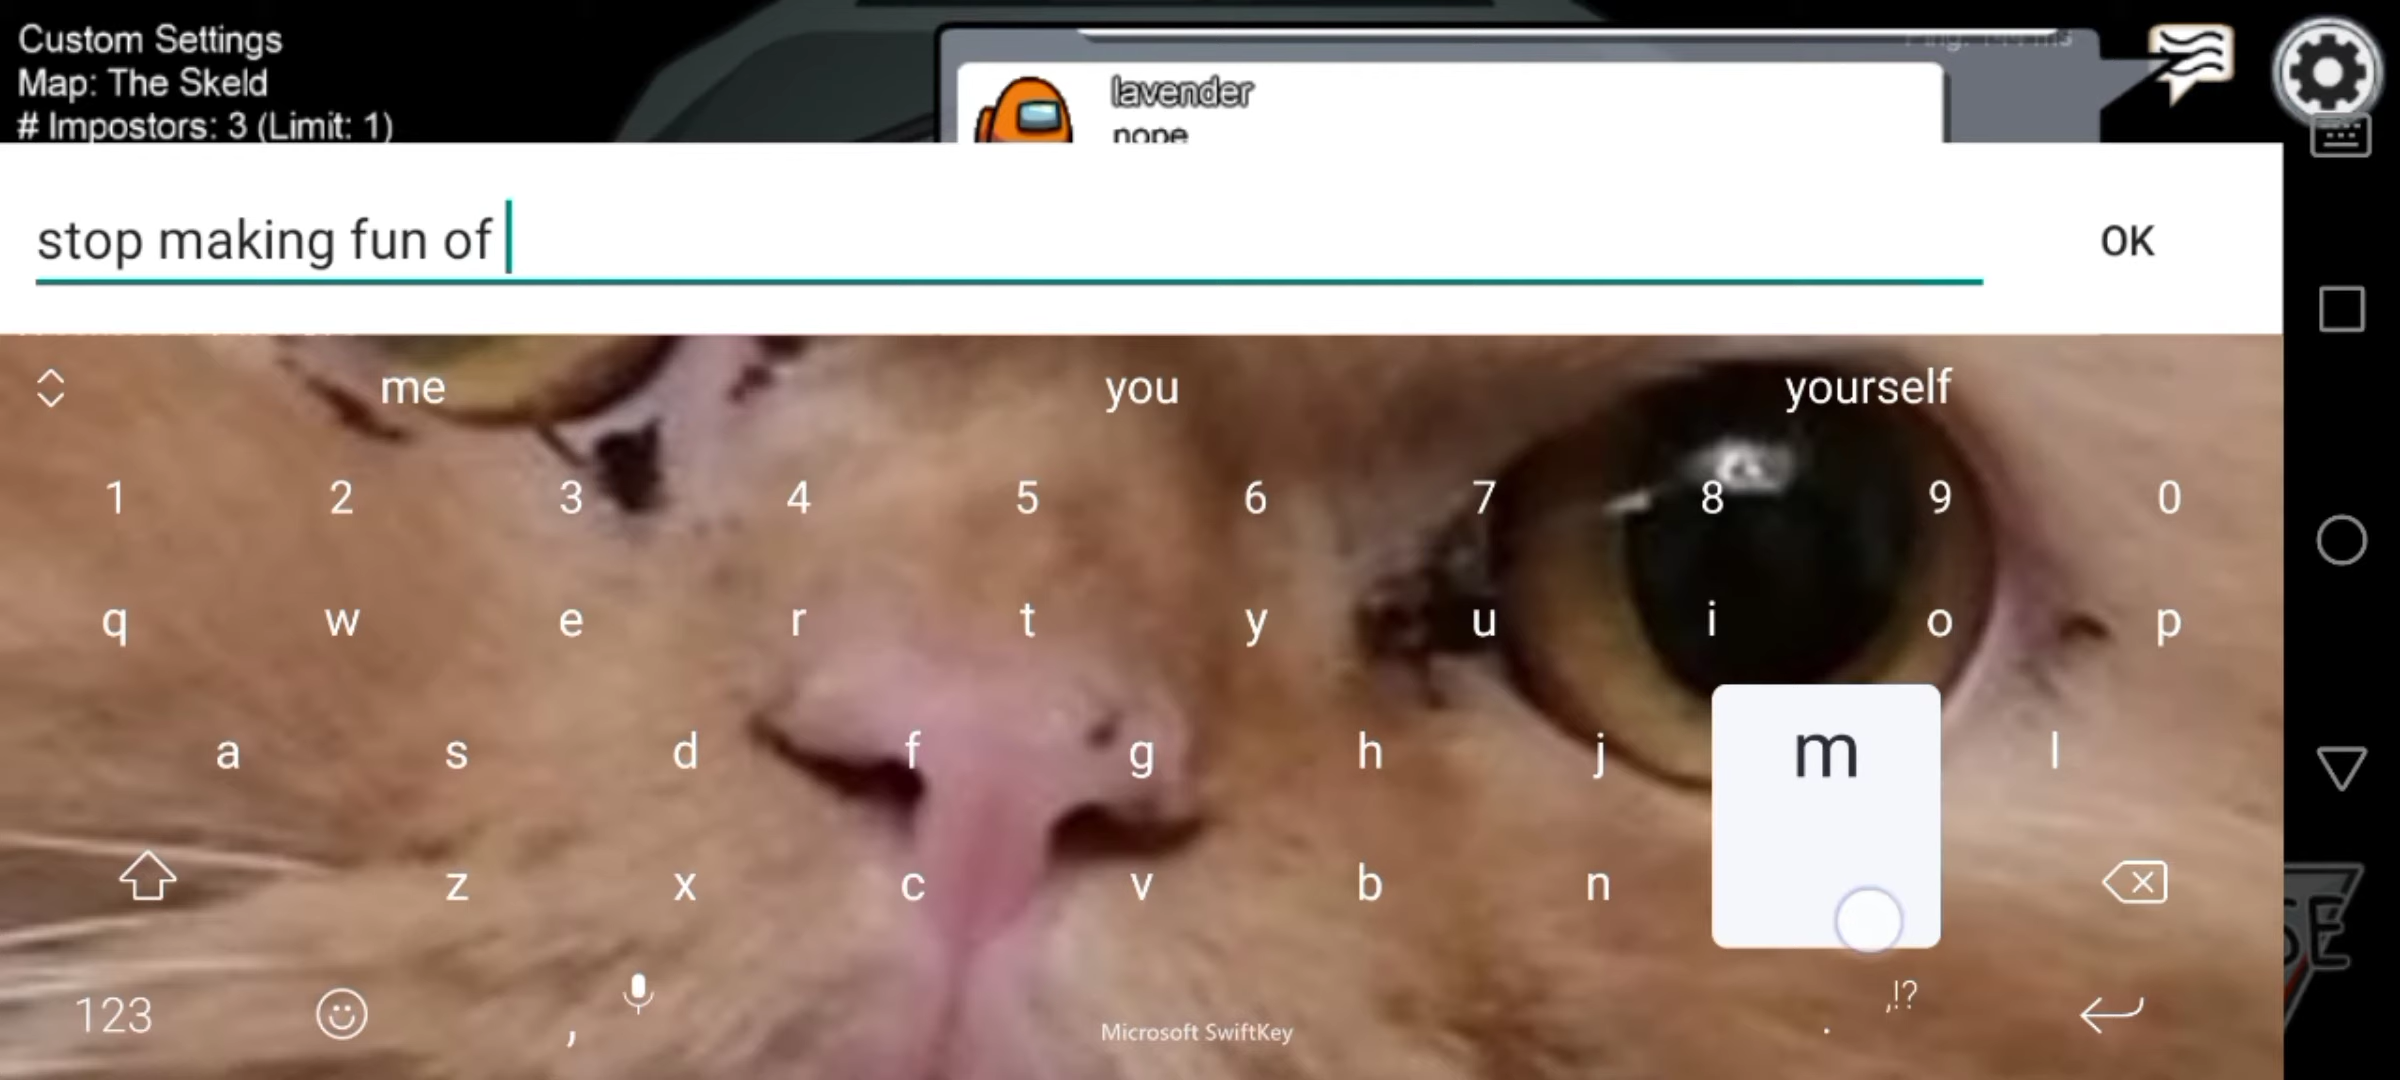 Custom Settings
Map: The Skeld
# Impostors: 3 (Limit: 1)
lavender
nope
stop making fun of
OK
me you yourself
1 2 3 4 5 6 7 8 9 0
q w e r t y u i o p
a s d f g h j l
m
z x c v b n
123 , Microsoft SwiftKey . ,!?